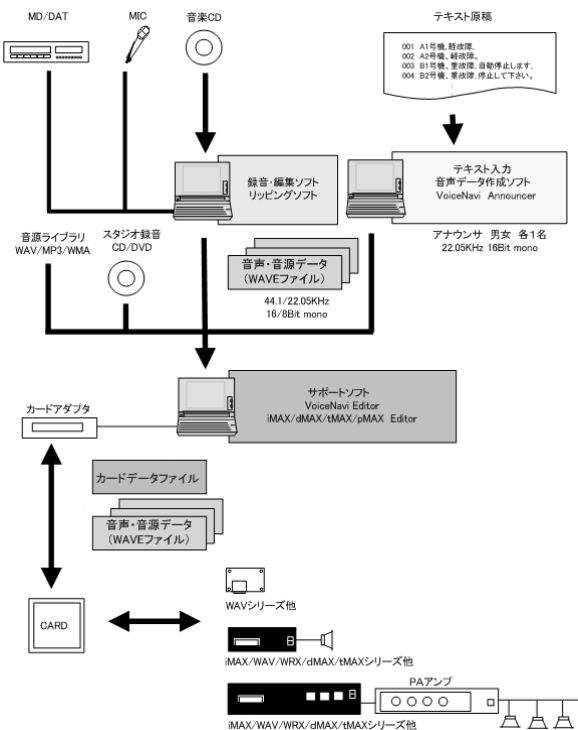 MD/DAT
MIC
音楽CD
テキスト原稿
001 A1号機、軽故障.
002 A2号機、軽故障。
003 B1号機、重故障、自動停止します.
004 B2号機、重故障、停止して下さい。
録音・編集ソフト
リッピングソフト
テキスト入力
音声データ作成ソフト
VoiceNavi Announcer
アナウンサ 男女 各1名
22.05KHz 16Bit mono
音源ライブラリ
WAV/MP3/WMA
スタジオ録音
CD/DVD
音声・音源データ
(WAVEファイル)
44.1/22.05KHz
16/8Bit mono
サポートソフト
VoiceNavi Editor
iMAX/dMAX/tMAX/pMAX Editor
カードアダプタ
カードデータファイル
音声・音源データ
(WAVEファイル)
CARD
WAVシリーズ他
iMAX/WAV/WRX/dMAX/tMAXシリーズ他
PAアンプ
iMAX/WAV/WRX/dMAX/tMAXシリーズ他